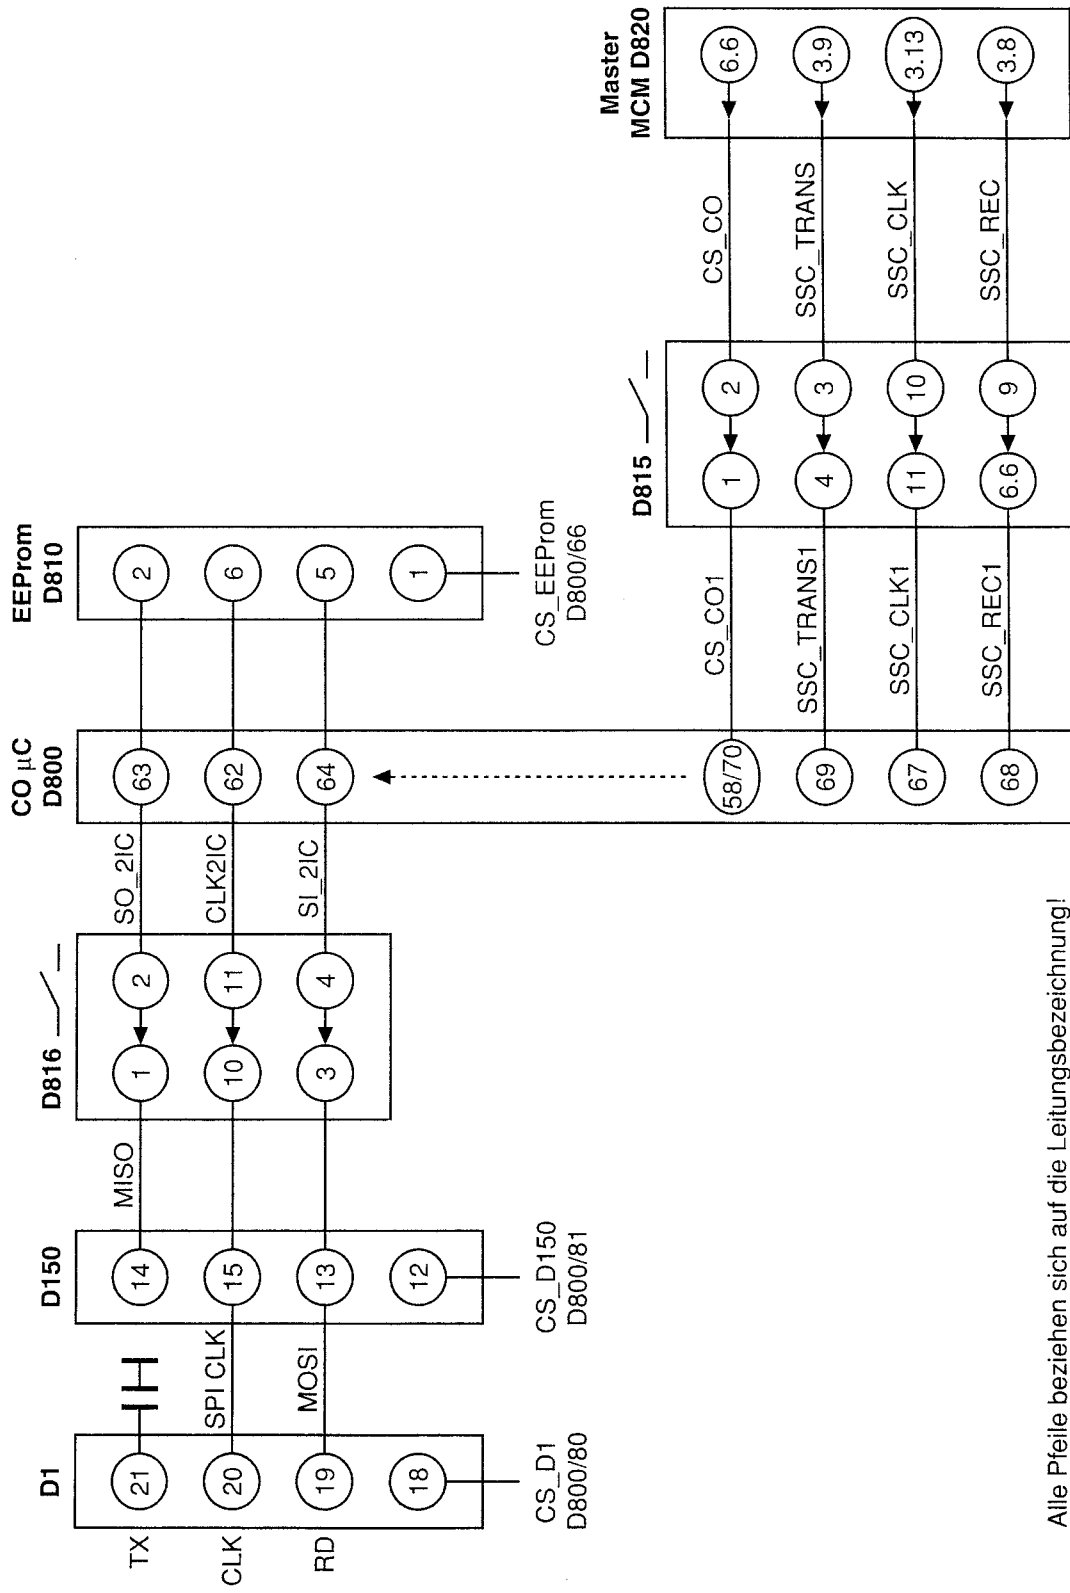 D1
TX
21
CLK
20
RD
19
18
CS_D1
D800/80
SPI CLK
MOSI
D150
14
15
13
12
CS_D150
D800/81
MISO
D816
1
2
10
11
3
4
SO_2IC
CLK2IC
SI_2IC
CO µC
D800
63
62
64
58/70
69
67
68
EEProm
D810
2
6
5
1
CS_EEProm
D800/66
CS_CO1
SSC_TRANS1
SSC_CLK1
SSC_REC1
D815
1
2
4
3
11
10
6.6
9
CS_CO
SSC_TRANS
SSC_CLK
SSC_REC
Master
MCM D820
6.6
3.9
3.13
3.8
Alle Pfeile beziehen sich auf die Leitungsbezeichnung!